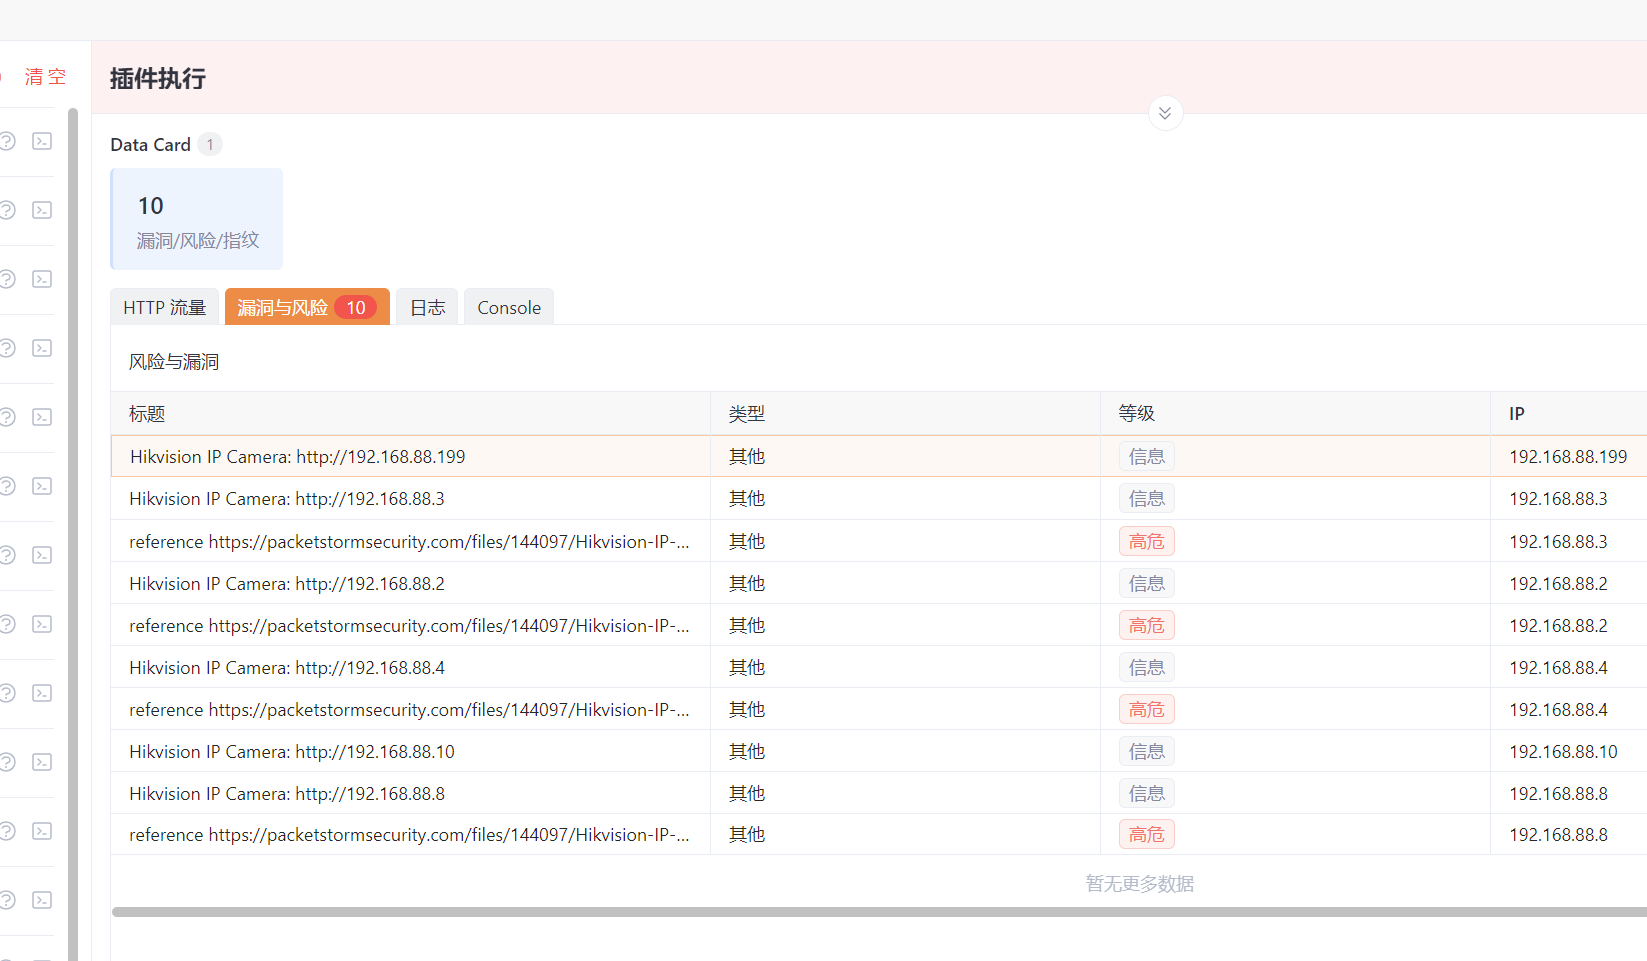 清空
插件执行
Data Card 1
10
漏洞/风险/指纹
HTTP 流量 漏洞与风险 10 日志 Console
风险与漏洞
标题 类型 等级 IP
Hikvision IP Camera: http://192.168.88.199 其他 信息 192.168.88.199
Hikvision IP Camera: http://192.168.88.3 其他 信息 192.168.88.3
reference https://packetstormsecurity.com/files/144097/Hikvision-IP-... 其他 高危 192.168.88.3
Hikvision IP Camera: http://192.168.88.2 其他 信息 192.168.88.2
reference https://packetstormsecurity.com/files/144097/Hikvision-IP-... 其他 高危 192.168.88.2
Hikvision IP Camera: http://192.168.88.4 其他 信息 192.168.88.4
reference https://packetstormsecurity.com/files/144097/Hikvision-IP-... 其他 高危 192.168.88.4
Hikvision IP Camera: http://192.168.88.10 其他 信息 192.168.88.10
Hikvision IP Camera: http://192.168.88.8 其他 信息 192.168.88.8
reference https://packetstormsecurity.com/files/144097/Hikvision-IP-... 其他 高危 192.168.88.8
暂无更多数据